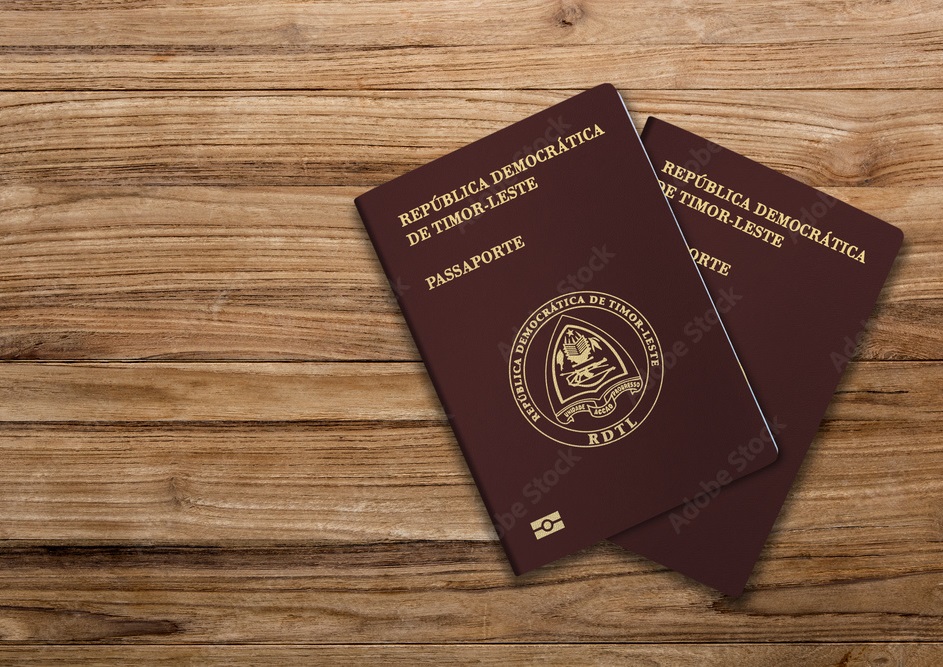 REPÚBLICA DEMOCRÁTICA
DE TIMOR-LESTE
PASSAPORTE
REPÚBLICA DEMOCRÁTICA DE TIMOR-LESTE
UNIDADE
ACÇÃO
PROGRESSO
RDTL
REPÚBLICA DEMOCRÁTICA
DE TIMOR-LESTE
ORTE
Adobe Stock